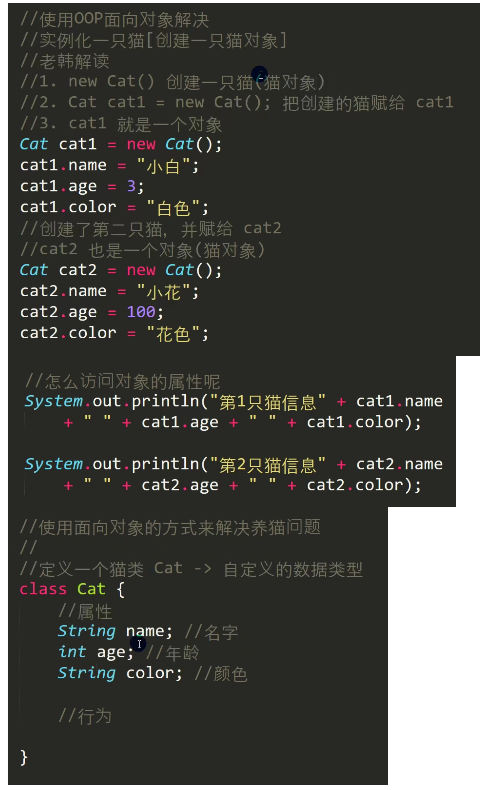 //使用OOP面向对象解决
//实例化一只猫[创建一只猫对象]
//老韩解读
//1. new Cat() 创建一只猫(猫对象)
//2. Cat cat1 = new Cat(); 把创建的猫赋给 cat1
//3. cat1 就是一个对象
Cat cat1 = new Cat();
cat1.name = "小白";
cat1.age = 3;
cat1.color = "白色";
//创建了第二只猫, 并赋给 cat2
//cat2 也是一个对象(猫对象)
Cat cat2 = new Cat();
cat2.name = "小花";
cat2.age = 100;
cat2.color = "花色";
//怎么访问对象的属性呢
System.out.println("第1只猫信息" + cat1.name
+ " " + cat1.age + " " + cat1.color);
System.out.println("第2只猫信息" + cat2.name
+ " " + cat2.age + " " + cat2.color);
//使用面向对象的方式来解决养猫问题
//
//定义一个猫类 Cat -> 自定义的数据类型
class Cat {
//属性
String name; //名字
int age; //年龄
String color; //颜色
//行为
}